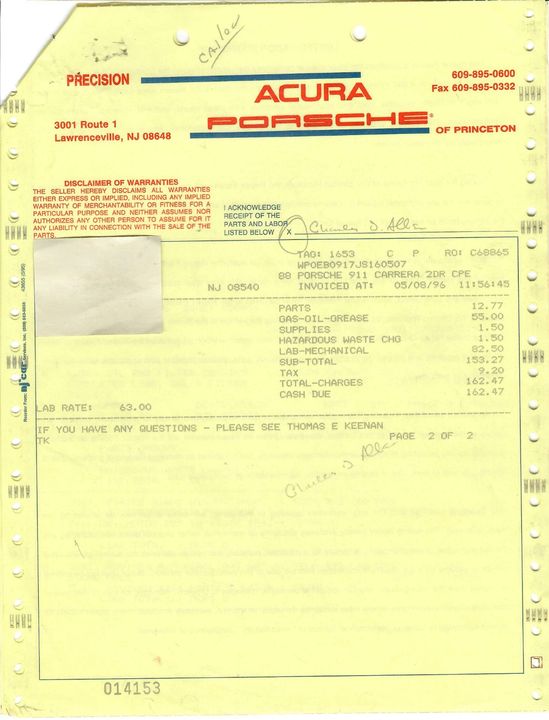 CA1004
PRECISION
ACURA
PORSCHE®
OF PRINCETON
609-895-0600
Fax 609-895-0332
3001 Route 1
Lawrenceville, NJ 08648
DISCLAIMER OF WARRANTIES
THE SELLER HEREBY DISCLAIMS ALL WARRANTIES
EITHER EXPRESS OR IMPLIED, INCLUDING ANY IMPLIED
WARRANTY OF MERCHANTABILITY OR FITNESS FOR A
PARTICULAR PURPOSE AND NEITHER ASSUMES NOR
AUTHORIZES ANY OTHER PERSON TO ASSUME FOR IT
ANY LIABILITY IN CONNECTION WITH THE SALE OF THE
PARTS.
I ACKNOWLEDGE
RECEIPT OF THE
PARTS AND LABOR
LISTED BELOW X Charles D. Allen
TAG: 1653 C P RO: C68865
WP0EB0917JS160507
88 PORSCHE 911 CARRERA 2DR CPE
NJ 08540 INVOICED AT: 05/08/96 11:56:45
PARTS 12.77
GAS-OIL-GREASE 55.00
SUPPLIES 1.50
HAZARDOUS WASTE CHG 1.50
LAB-MECHANICAL 82.50
SUB-TOTAL 153.27
TAX 9.20
TOTAL-CHARGES 162.47
CASH DUE 162.47
LAB RATE: 63.00
IF YOU HAVE ANY QUESTIONS - PLEASE SEE THOMAS E KEENAN
TK PAGE 2 OF 2
Charles D Allen
014153